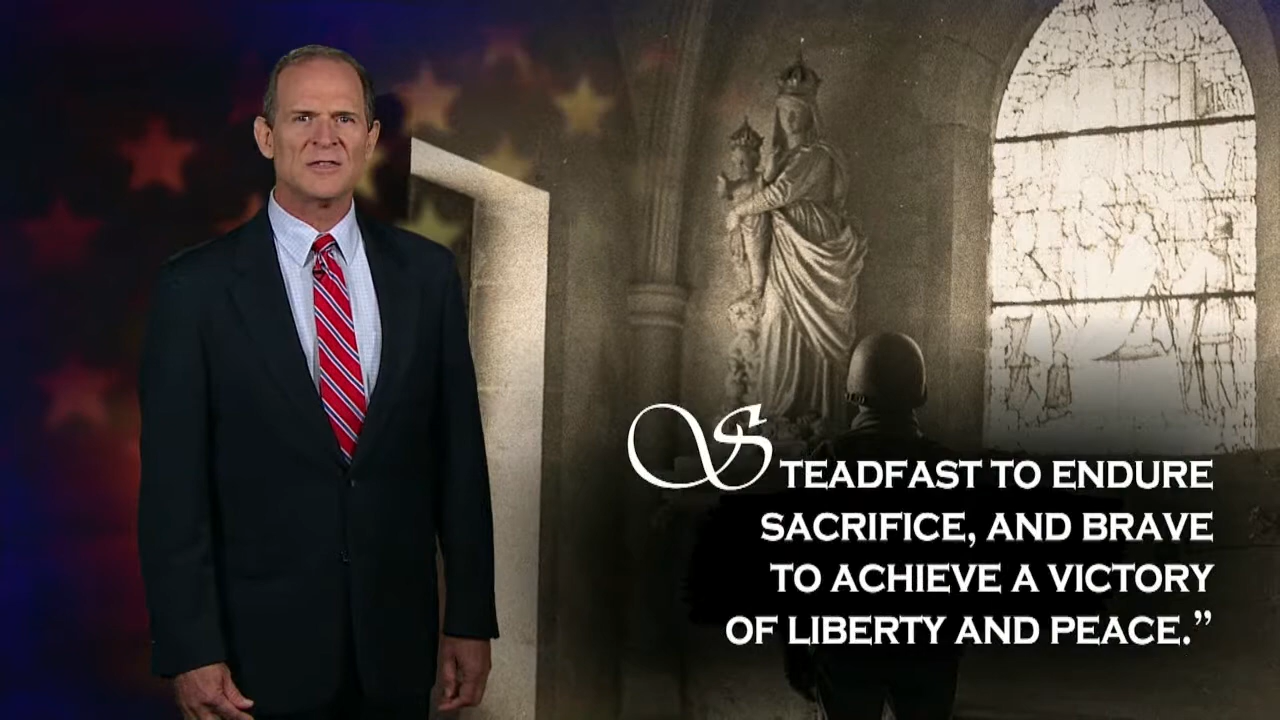 STEADFAST TO ENDURE
SACRIFICE, AND BRAVE
TO ACHIEVE A VICTORY
OF LIBERTY AND PEACE.”